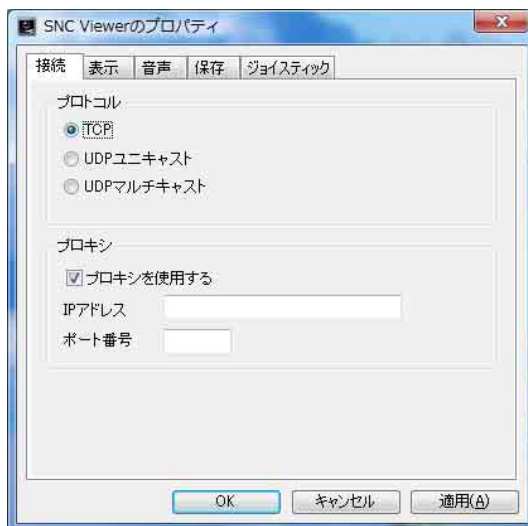 SNC Viewerのプロパティ
接続 表示 音声 保存 ジョイスティック
プロトコル
TCP
UDPユニキャスト
UDPマルチキャスト
プロキシ
プロキシを使用する
IPアドレス
ポート番号
OK キャンセル 適用(A)